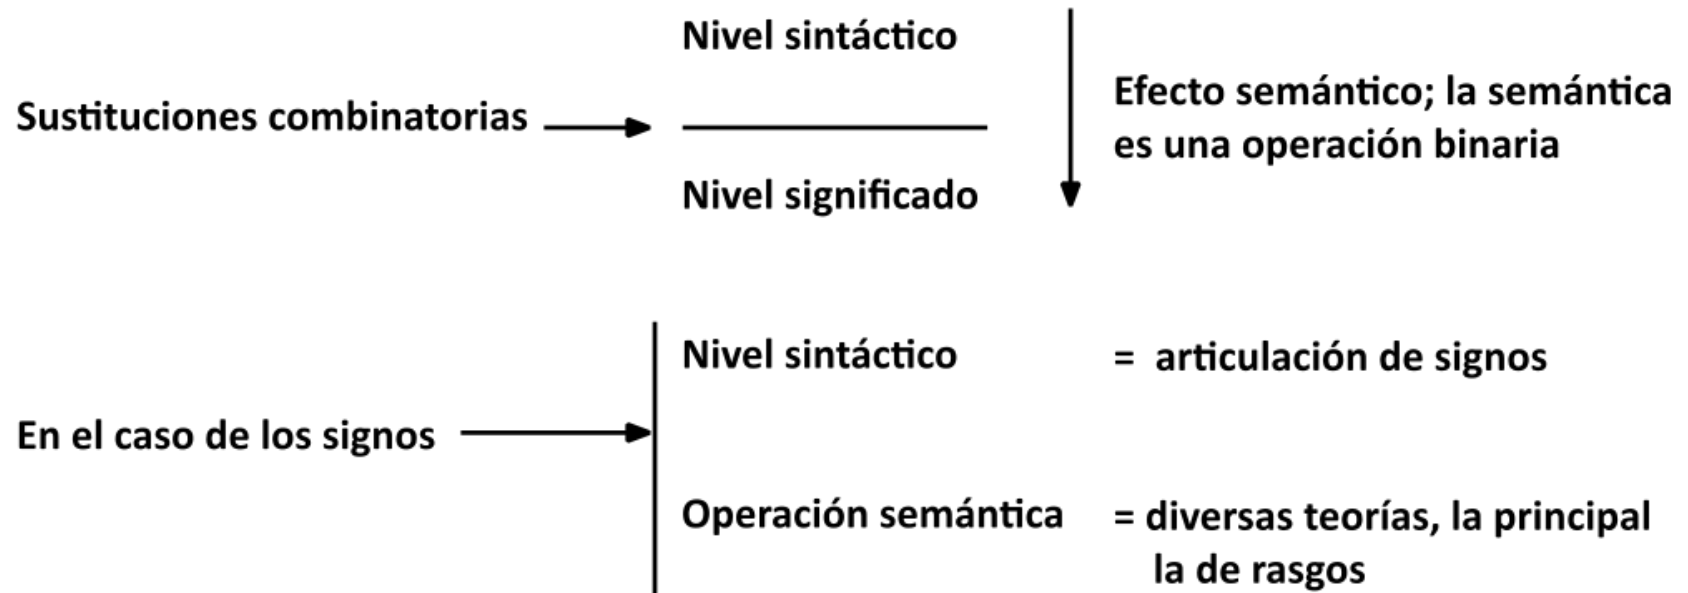 Nivel sintáctico
Sustituciones combinatorias
Efecto semántico; la semántica
es una operación binaria
Nivel significado
Nivel sintáctico
= articulación de signos
En el caso de los signos
Operación semántica
= diversas teorías, la principal
la de rasgos